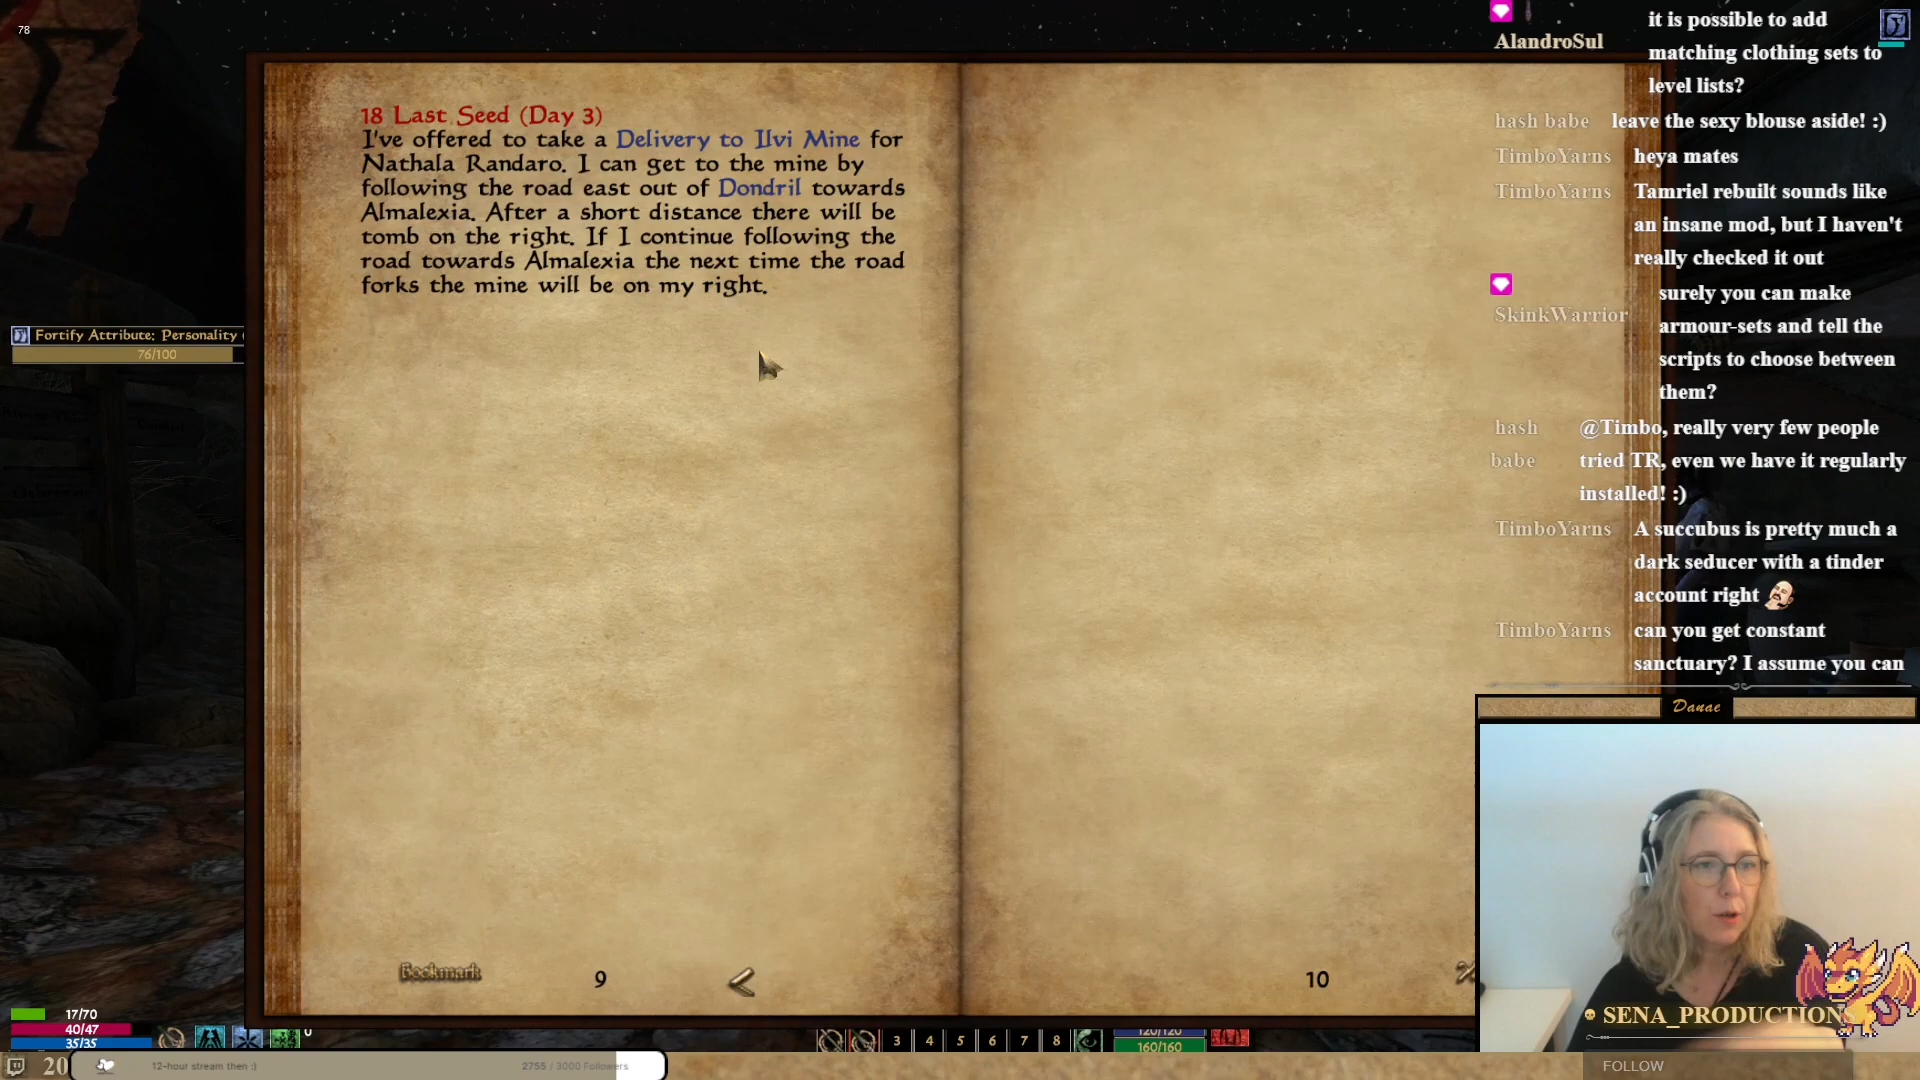 78
18 Last Seed (Day 3)
I've offered to take a Delivery to Ilvi Mine for
Nathala Randaro. I can get to the mine by
following the road east out of Dondril towards
Almalexia. After a short distance there will be
tomb on the right. If I continue following the
road towards Almalexia the next time the road
forks the mine will be on my right.
Fortify Attribute: Personality
76/100
Bookmark
9
10
it is possible to add
AlandroSul
matching clothing sets to
level lists?
hash babe leave the sexy blouse aside! :)
TimboYarns heya mates
TimboYarns Tamriel rebuilt sounds like
an insane mod, but I haven't
really checked it out
surely you can make
SkinkWarrior
armour-sets and tell the
scripts to choose between
them?
hash @Timbo, really very few people
babe tried TR, even we have it regularly
installed! :)
TimboYarns A succubus is pretty much a
dark seducer with a tinder
account right
TimboYarns can you get constant
sanctuary? I assume you can
Danae
SENA_PRODUCTION
FOLLOW
17/70
40/47
35/35
0
3 4 5 6 7 8
120/120
160/160
20
12-hour stream then :)
2755 / 3000 Followers